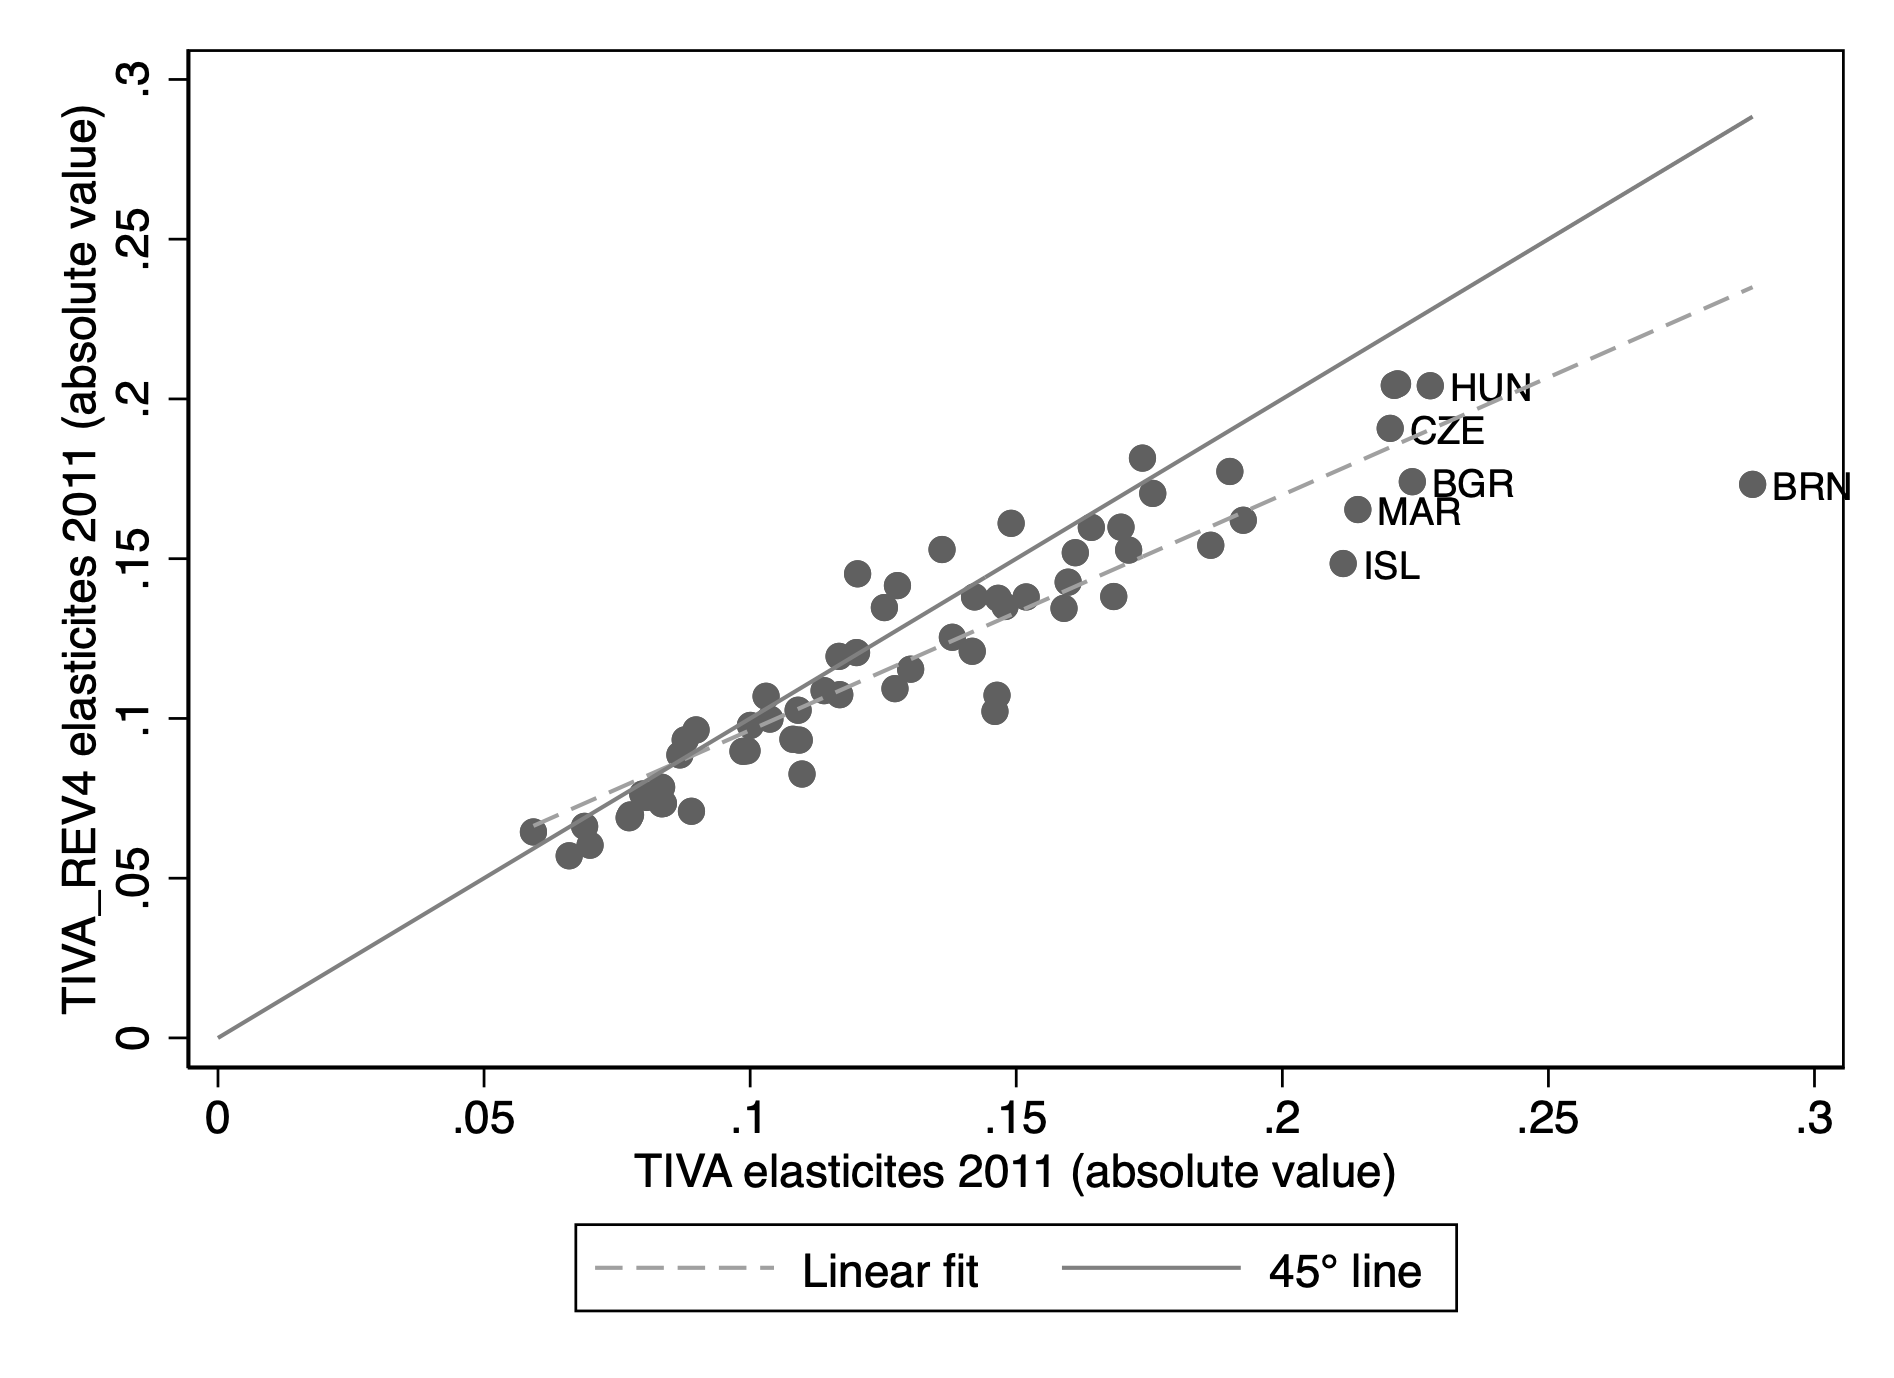 TIVA_REV4 elasticites 2011 (absolute value)
.3
.25
.2
.15
.1
.05
0
HUN
CZE
BGR
BRN
MAR
ISL
0 .05 .1 .15 .2 .25 .3
TIVA elasticites 2011 (absolute value)
Linear fit 45° line